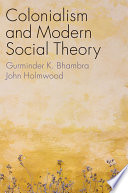 Colonialism and Modern
Social Theory
Gurminder K. Bhambra
John Holmwood